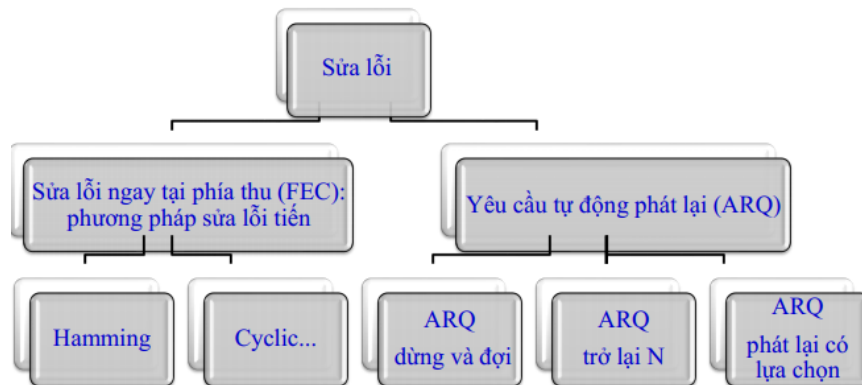 Sửa lỗi
Sửa lỗi ngay tại phía thu (FEC):
phương pháp sửa lỗi tiến
Yêu cầu tự động phát lại (ARQ)
Hamming
Cyclic...
ARQ
dừng và đợi
ARQ
trở lại N
ARQ
phát lại có
lựa chọn